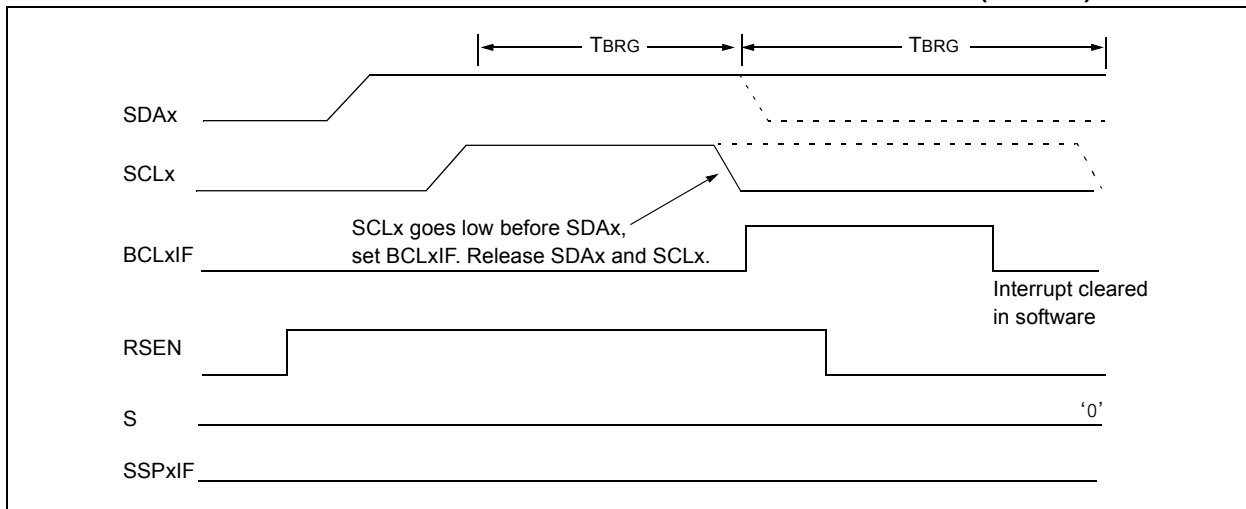 TBRG TBRG
SDAx
SCLx
SCLx goes low before SDAx,
set BCLxIF. Release SDAx and SCLx.
BCLxIF
Interrupt cleared
in software
RSEN
S
‘0’
SSPxIF